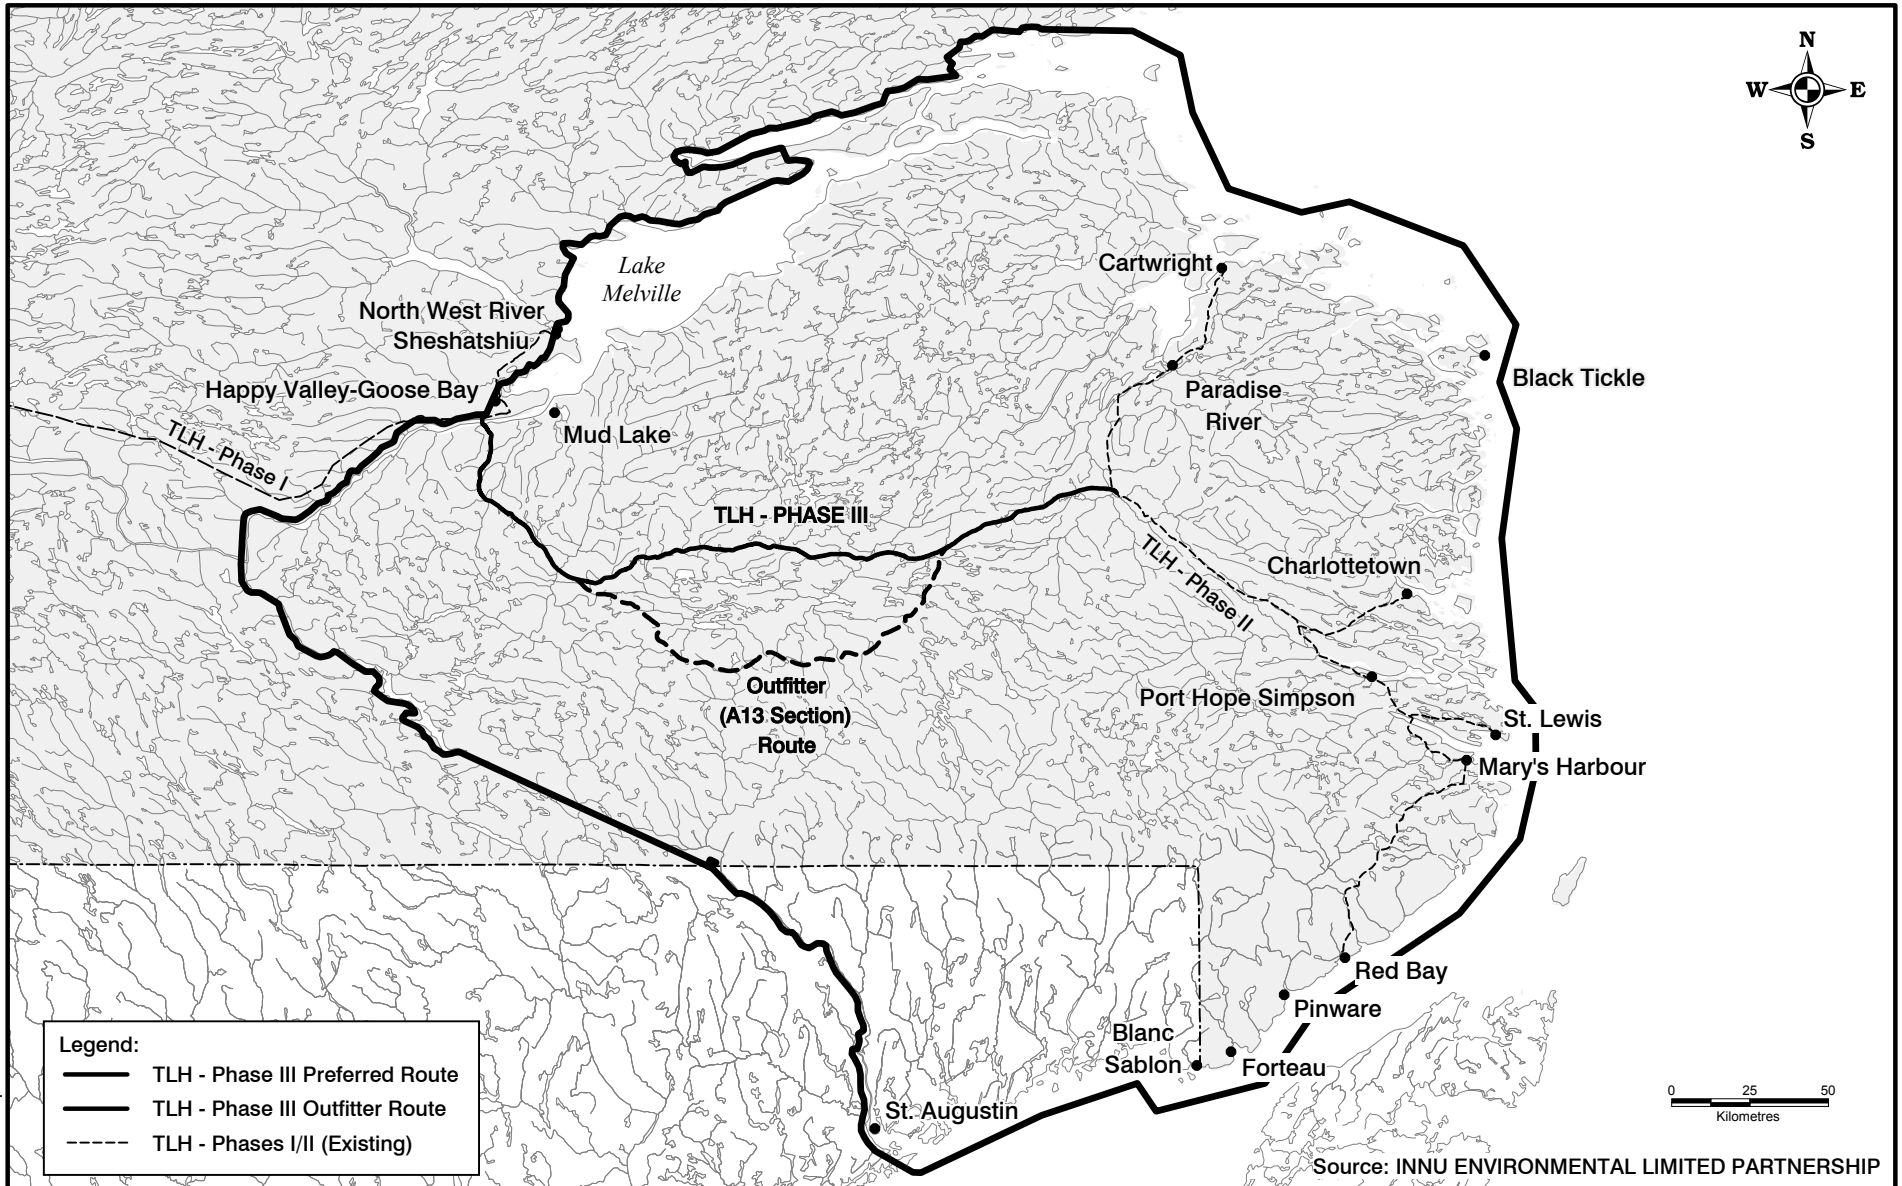 N
W
E
S
Lake
Melville
Cartwright
North West River
Sheshatshiu
Black Tickle
Happy Valley-Goose Bay
Paradise
River
Mud Lake
TLH - Phase I
TLH - PHASE III
TLH - Phase II
Charlottetown
Outfitter
(A13 Section)
Route
Port Hope Simpson
St. Lewis
Mary's Harbour
Red Bay
Pinware
Blanc
Sablon
Forteau
St. Augustin
Legend:
TLH - Phase III Preferred Route
TLH - Phase III Outfitter Route
TLH - Phases I/II (Existing)
0 25 50
Kilometres
Source: INNU ENVIRONMENTAL LIMITED PARTNERSHIP